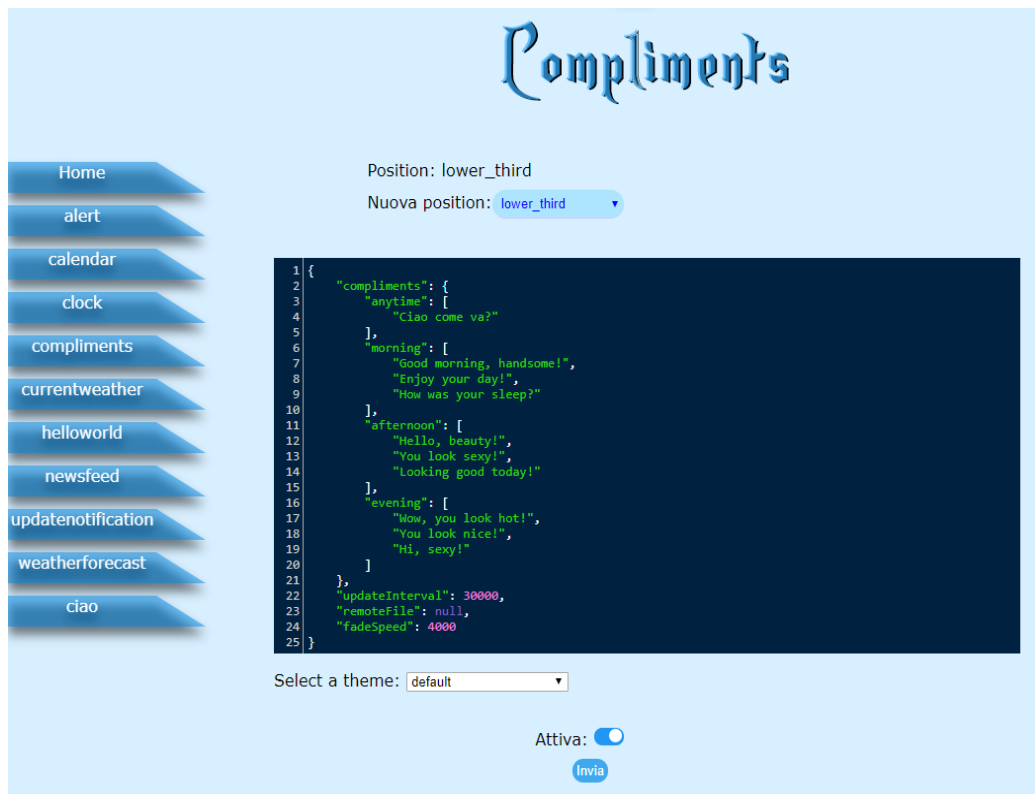 Compliments
Home
alert
calendar
clock
compliments
currentweather
helloworld
newsfeed
updatenotification
weatherforecast
ciao
Position: lower_third
Nuova position: lower_third
1 {
2 "compliments": {
3 "anytime": [
4 "Ciao come va?"
5 ],
6 "morning": [
7 "Good morning, handsome!",
8 "Enjoy your day!",
9 "How was your sleep?"
10 ],
11 "afternoon": [
12 "Hello, beauty!",
13 "You look sexy!",
14 "Looking good today!"
15 ],
16 "evening": [
17 "Wow, you look hot!",
18 "You look nice!",
19 "Hi, sexy!"
20 ]
21 },
22 "updateInterval": 30000,
23 "remoteFile": null,
24 "fadeSpeed": 4000
25 }
Select a theme: default
Attiva:
Invia